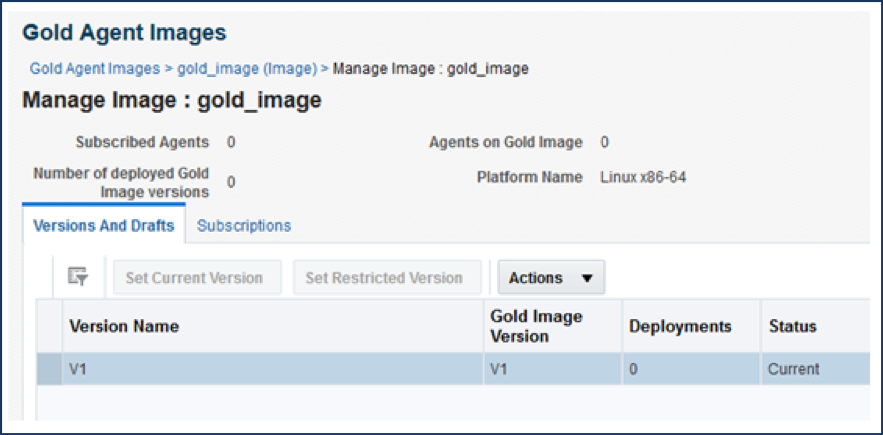 Gold Agent Images
Gold Agent Images > gold_image (Image) > Manage Image : gold_image
Manage Image : gold_image
Subscribed Agents 0 Agents on Gold Image 0
Number of deployed Gold Image versions 0 Platform Name Linux x86-64
Versions And Drafts Subscriptions
Set Current Version Set Restricted Version Actions
Version Name Gold Image Version Deployments Status
V1 V1 0 Current